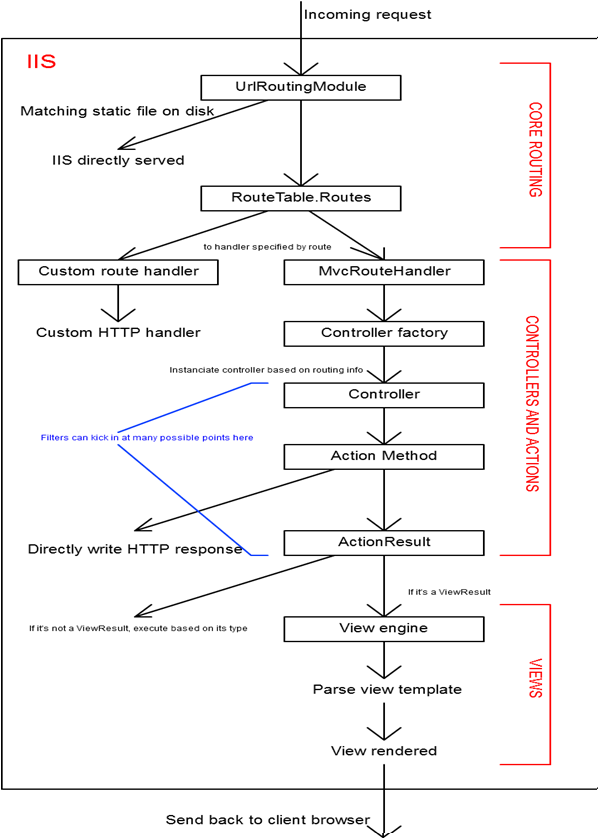 Incoming request
IIS
UrlRoutingModule
Matching static file on disk
IIS directly served
CORE ROUTING
RouteTable.Routes
to handler specified by route
Custom route handler
MvcRouteHandler
Custom HTTP handler
Controller factory
Instanciate controller based on routing info
Controller
CONTROLLERS AND ACTIONS
Filters can kick in at many possible points here
Action Method
Directly write HTTP response
ActionResult
If it's a ViewResult
If it's not a ViewResult, execute based on its type
View engine
VIEWS
Parse view template
View rendered
Send back to client browser